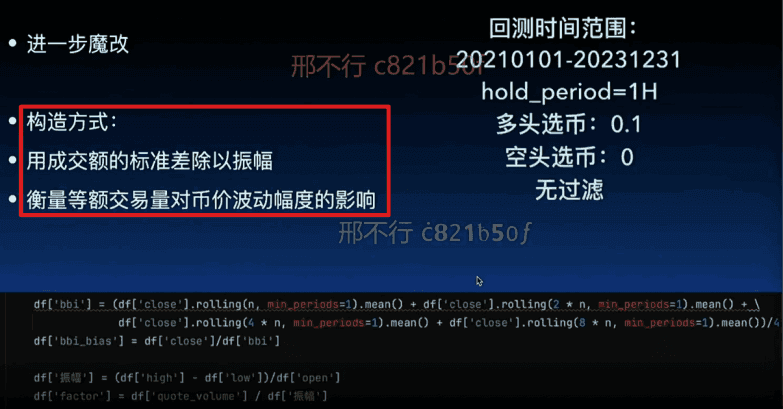 进一步魔改
构造方式：
用成交额的标准差除以振幅
衡量等额交易量对币价波动幅度的影响
回测时间范围：
20210101-20231231
hold_period=1H
多头选币：0.1
空头选币：0
无过滤
邢不行 c821b50f
邢不行 c821b50f
df['bbi'] = (df['close'].rolling(n, min_periods=1).mean() + df['close'].rolling(2 * n, min_periods=1).mean() + \
df['close'].rolling(4 * n, min_periods=1).mean() + df['close'].rolling(8 * n, min_periods=1).mean())/4
df['bbi_bias'] = df['close']/df['bbi']
df['振幅'] = (df['high'] - df['low'])/df['open']
df['factor'] = df['quote_volume'] / df['振幅']